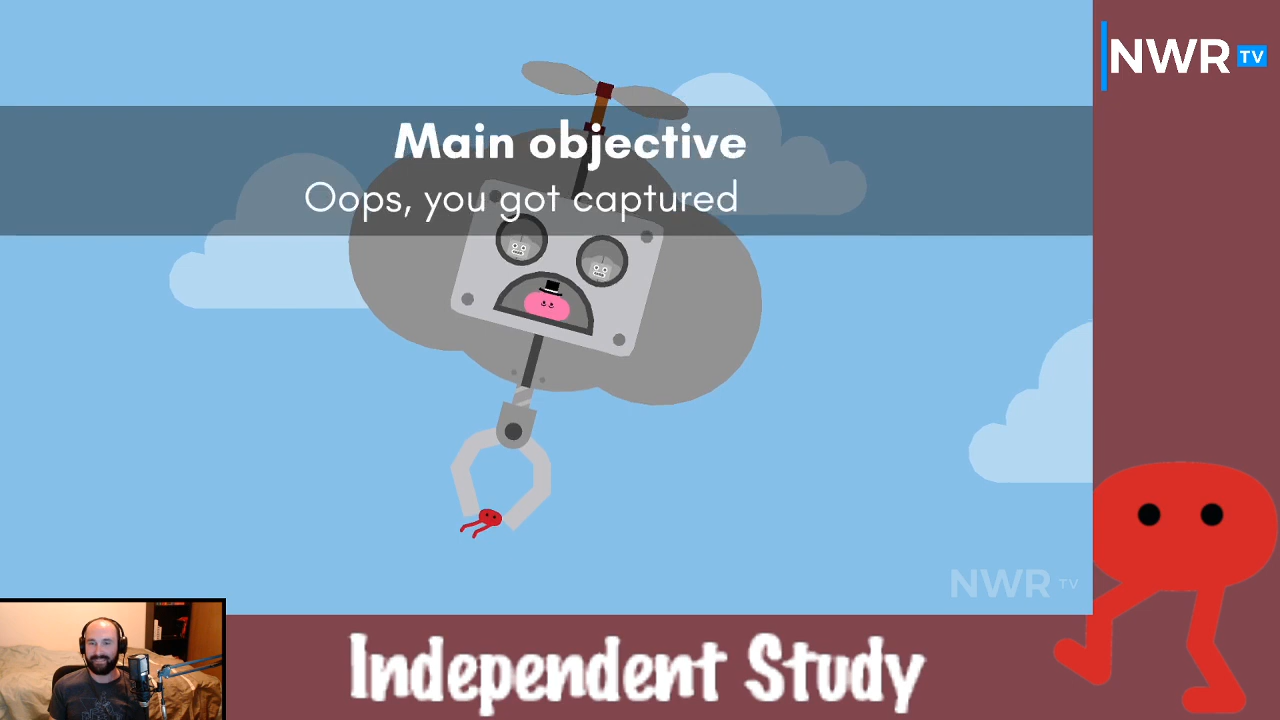 NWR TV
Main objective
Oops, you got captured
NWR TV
Independent Study